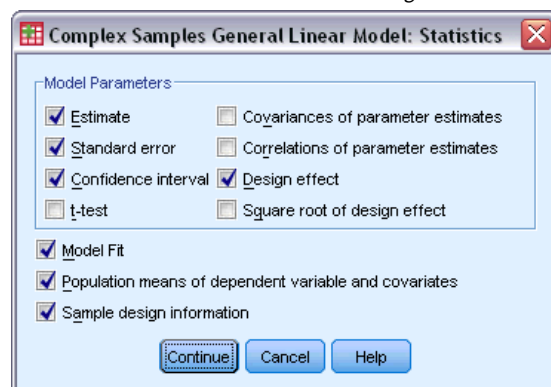 Complex Samples General Linear Model: Statistics
Model Parameters
Estimate
Covariances of parameter estimates
Standard error
Correlations of parameter estimates
Confidence interval
Design effect
t-test
Square root of design effect
Model Fit
Population means of dependent variable and covariates
Sample design information
Continue
Cancel
Help